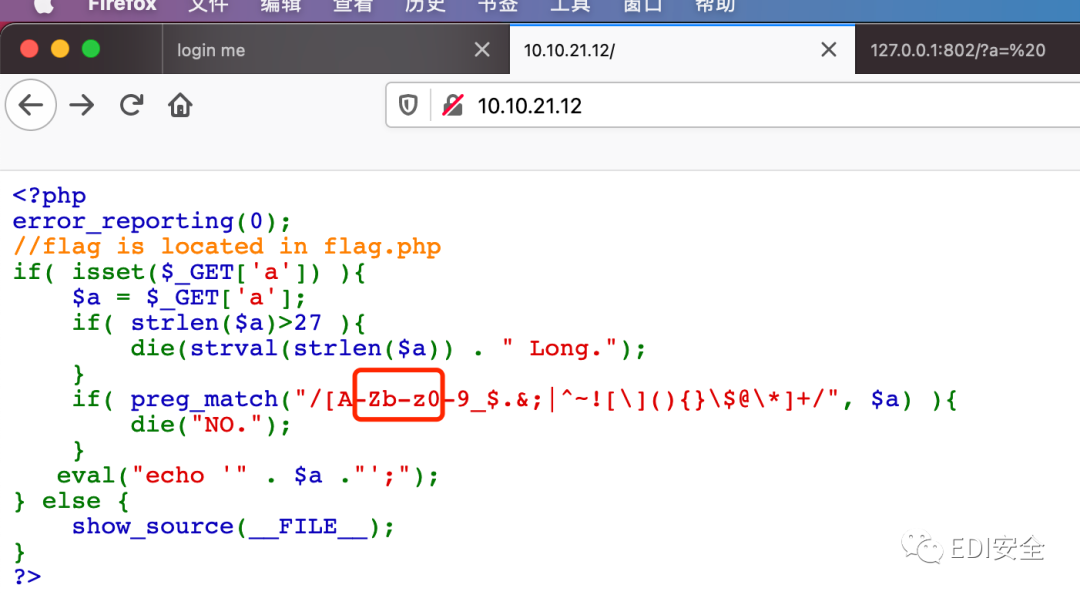 Firefox 文件 编辑 查看 历史 书签 工具 窗口 帮助
login me 10.10.21.12/ 127.0.0.1:802/?a=%20
10.10.21.12
<?php
error_reporting(0);
//flag is located in flag.php
if( isset($_GET['a']) ){
$a = $_GET['a'];
if( strlen($a)>27 ){
die(strval(strlen($a)) . " Long.");
}
if( preg_match("/[A-Zb-z0-9_$.&;|^~![\](){}\$@\*]+/", $a) ){
die("NO.");
}
eval("echo '" . $a ."';");
} else {
show_source(__FILE__);
}
?>
EDI安全